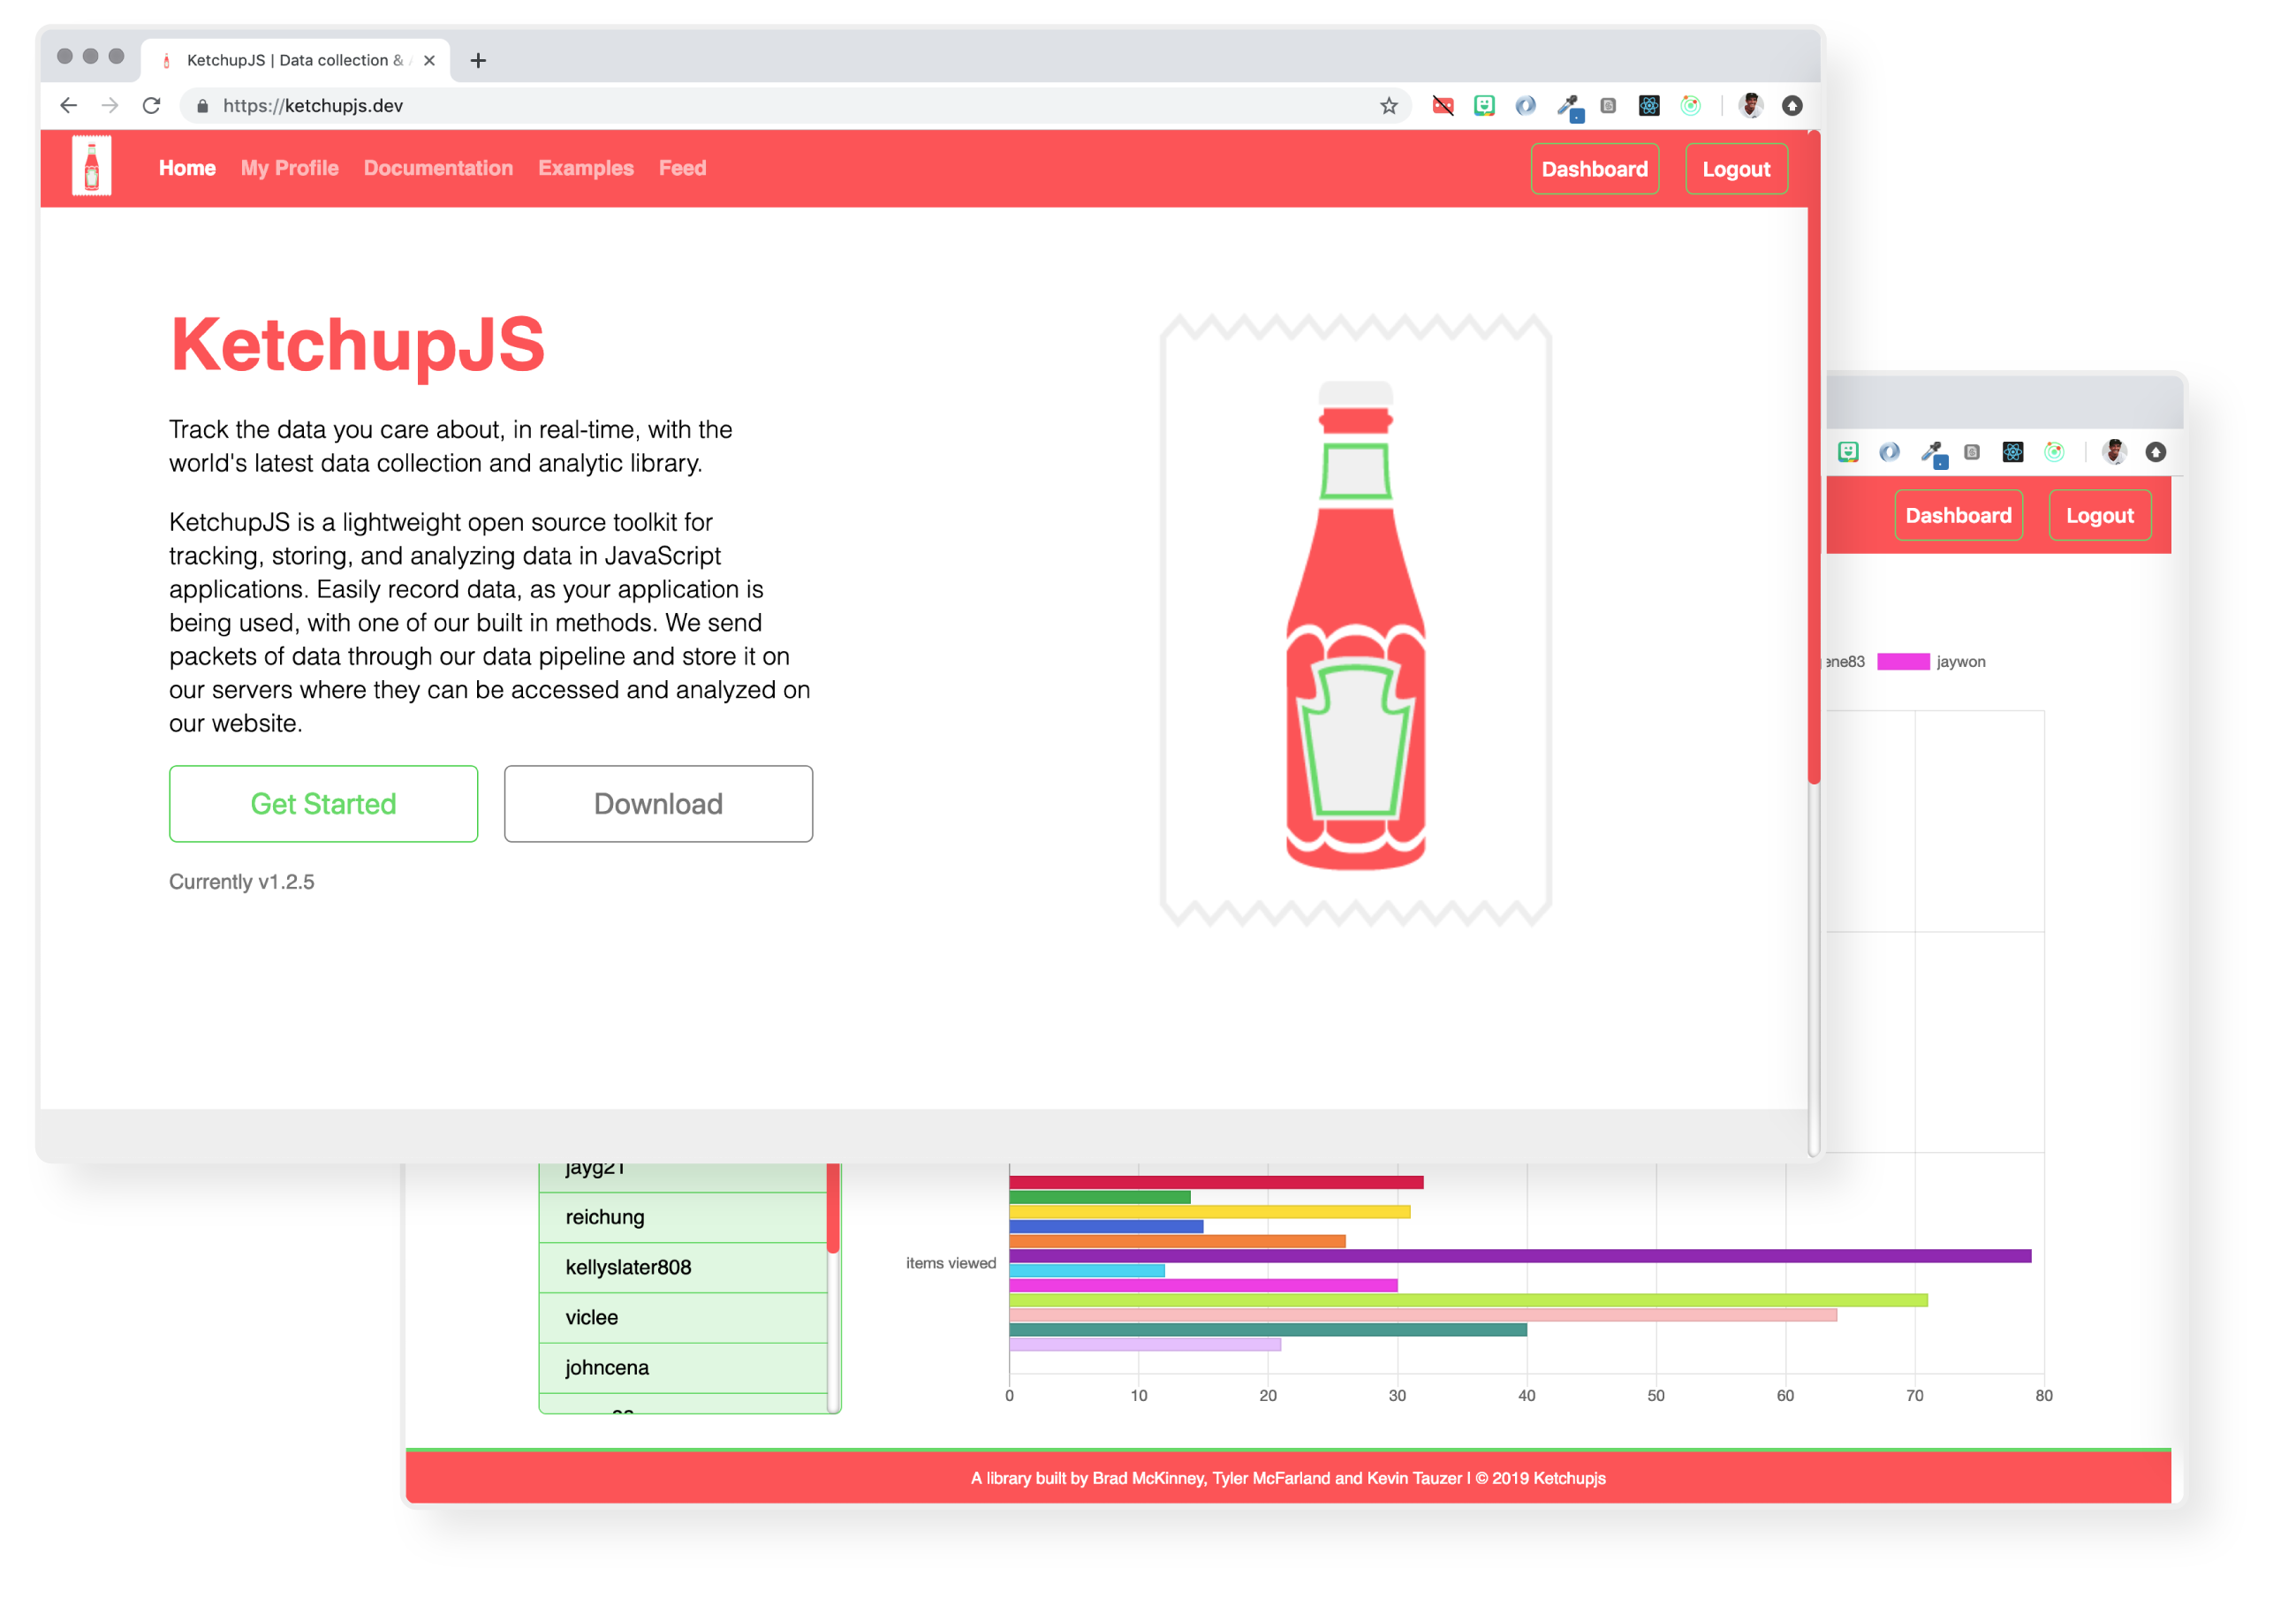 KetchupJS | Data collection &
https://ketchupjs.dev
Home My Profile Documentation Examples Feed Dashboard Logout
KetchupJS
Track the data you care about, in real-time, with the
world's latest data collection and analytic library.
KetchupJS is a lightweight open source toolkit for
tracking, storing, and analyzing data in JavaScript
applications. Easily record data, as your application is
being used, with one of our built in methods. We send
packets of data through our data pipeline and store it on
our servers where they can be accessed and analyzed on
our website.
Get Started Download
Currently v1.2.5
Dashboard Logout
ene83 jaywon
jayg21
reichung
kellyslater808
viclee
johncena
items viewed
0 10 20 30 40 50 60 70 80
A library built by Brad McKinney, Tyler McFarland and Kevin Tauzer | © 2019 Ketchupjs